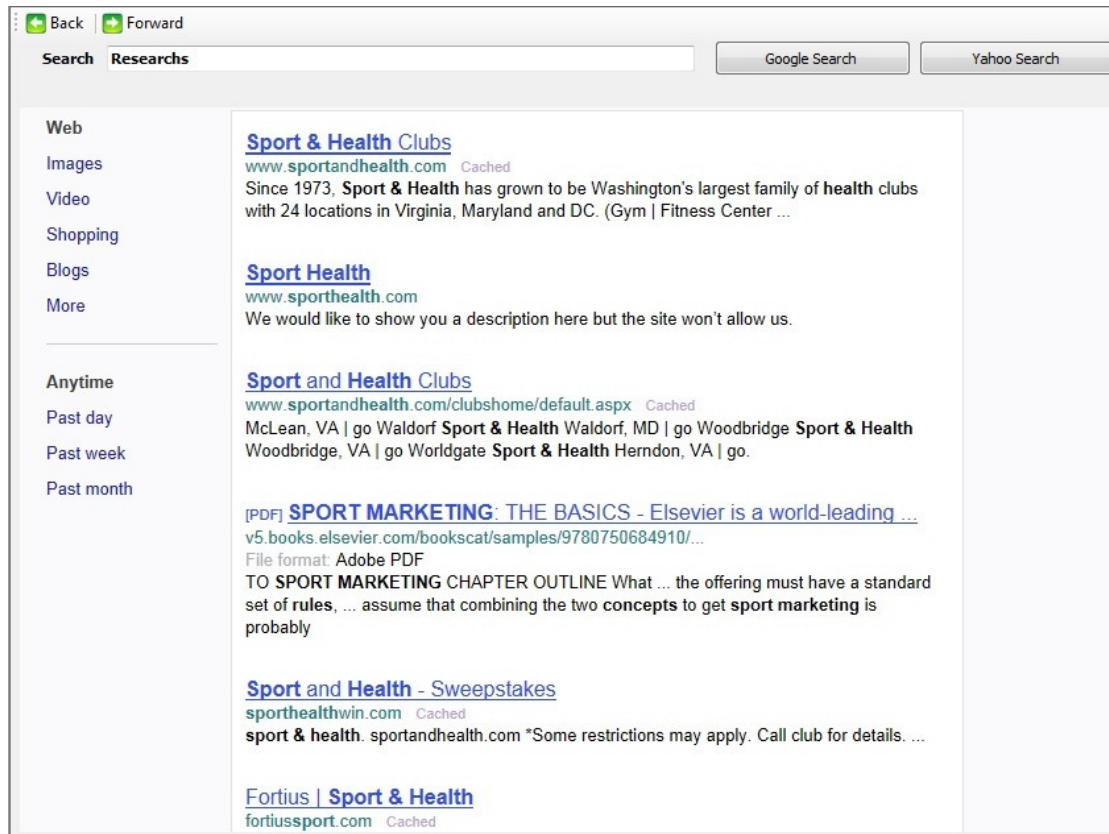 Back Forward
Search Researchs Google Search Yahoo Search
Web
Images
Video
Shopping
Blogs
More
Anytime
Past day
Past week
Past month
Sport & Health Clubs
www.sportandhealth.com Cached
Since 1973, Sport & Health has grown to be Washington's largest family of health clubs
with 24 locations in Virginia, Maryland and DC. (Gym | Fitness Center ...
Sport Health
www.sporthealth.com
We would like to show you a description here but the site won't allow us.
Sport and Health Clubs
www.sportandhealth.com/clubshome/default.aspx Cached
McLean, VA | go Waldorf Sport & Health Waldorf, MD | go Woodbridge Sport & Health
Woodbridge, VA | go Worldgate Sport & Health Herndon, VA | go.
[PDF] SPORT MARKETING: THE BASICS - Elsevier is a world-leading ...
v5.books.elsevier.com/bookscat/samples/9780750684910/...
File format: Adobe PDF
TO SPORT MARKETING CHAPTER OUTLINE What ... the offering must have a standard
set of rules, ... assume that combining the two concepts to get sport marketing is
probably
Sport and Health - Sweepstakes
sporthealthwin.com Cached
sport & health. sportandhealth.com *Some restrictions may apply. Call club for details. ...
Fortius | Sport & Health
fortiussport.com Cached